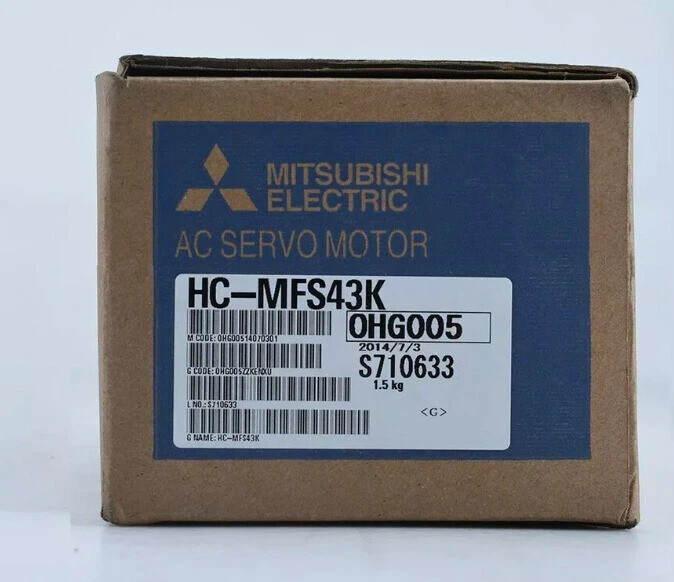 MITSUBISHI
ELECTRIC
AC SERVO MOTOR
HC-MFS43K
OHG005
M CODE: OHG00514070301
2014/7/3
S710633
G CODE: OHG005ZZKENXU
1.5 kg
L NO.: S710633
<G>
G NAME: HC-MFS43K